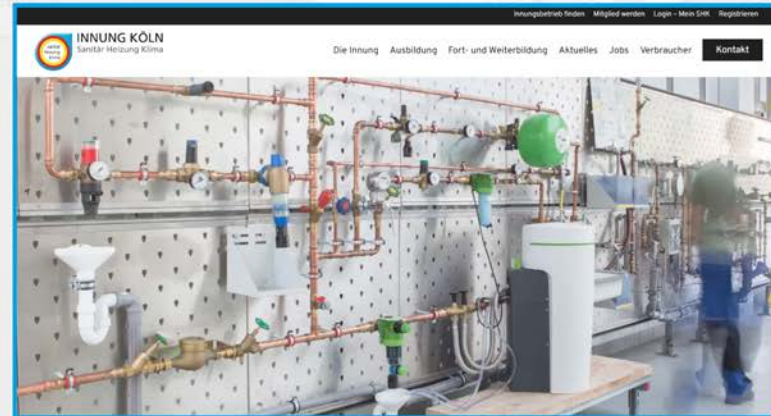 Innungsbetrieb finden Mitglied werden Login – Mein SHK Registrieren
INNUNG KÖLN
Sanitär Heizung Klima
Die Innung Ausbildung Fort- und Weiterbildung Aktuelles Jobs Verbraucher Kontakt